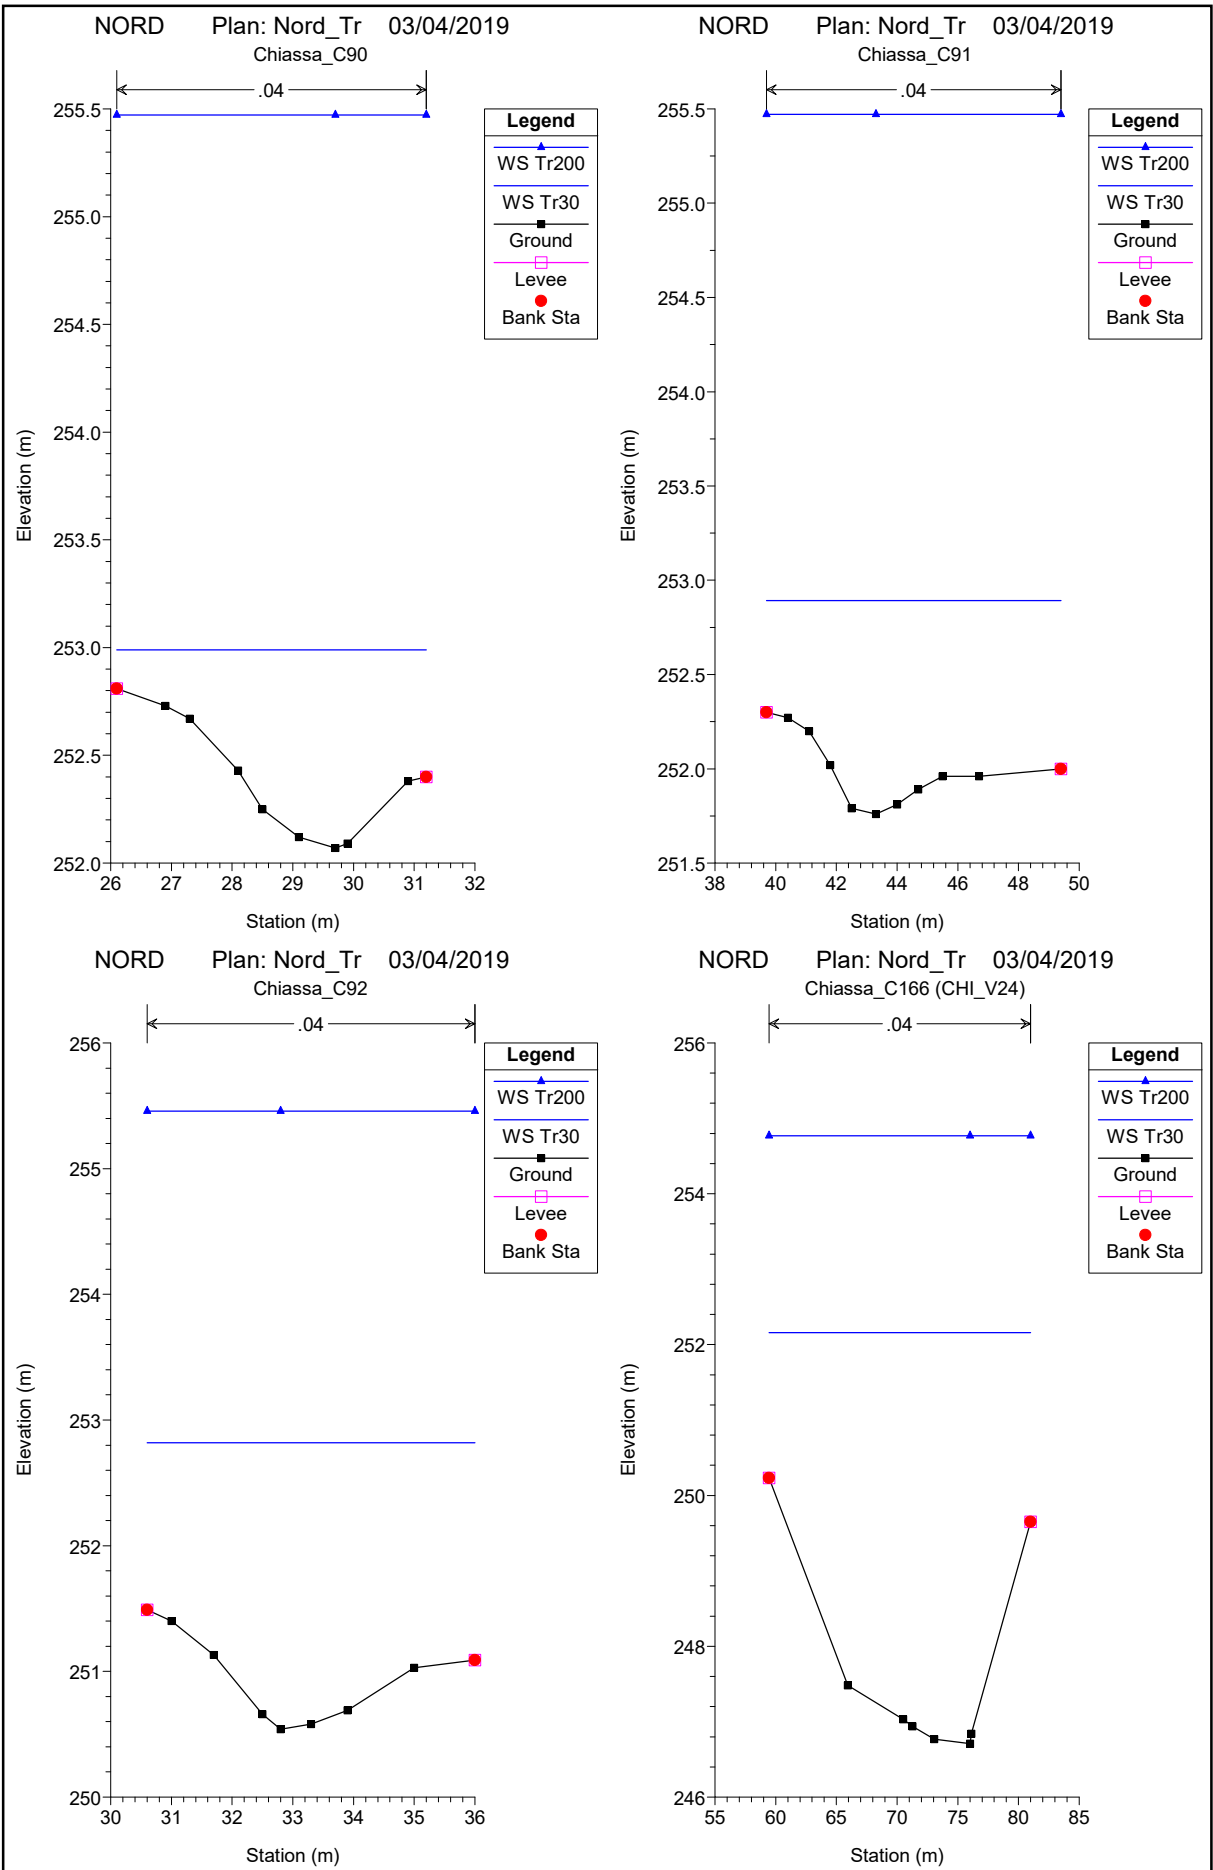 NORD Plan: Nord_Tr 03/04/2019
Chiassa_C90
.04
255.5
255.0
254.5
254.0
253.5
253.0
252.5
252.0
Elevation (m)
26 27 28 29 30 31 32
Station (m)
Legend
WS Tr200
WS Tr30
Ground
Levee
Bank Sta
NORD Plan: Nord_Tr 03/04/2019
Chiassa_C91
.04
255.5
255.0
254.5
254.0
253.5
253.0
252.5
252.0
251.5
Elevation (m)
38 40 42 44 46 48 50
Station (m)
Legend
WS Tr200
WS Tr30
Ground
Levee
Bank Sta
NORD Plan: Nord_Tr 03/04/2019
Chiassa_C92
.04
256
255
254
253
252
251
250
Elevation (m)
30 31 32 33 34 35 36
Station (m)
Legend
WS Tr200
WS Tr30
Ground
Levee
Bank Sta
NORD Plan: Nord_Tr 03/04/2019
Chiassa_C166 (CHI_V24)
.04
256
254
252
250
248
246
Elevation (m)
55 60 65 70 75 80 85
Station (m)
Legend
WS Tr200
WS Tr30
Ground
Levee
Bank Sta